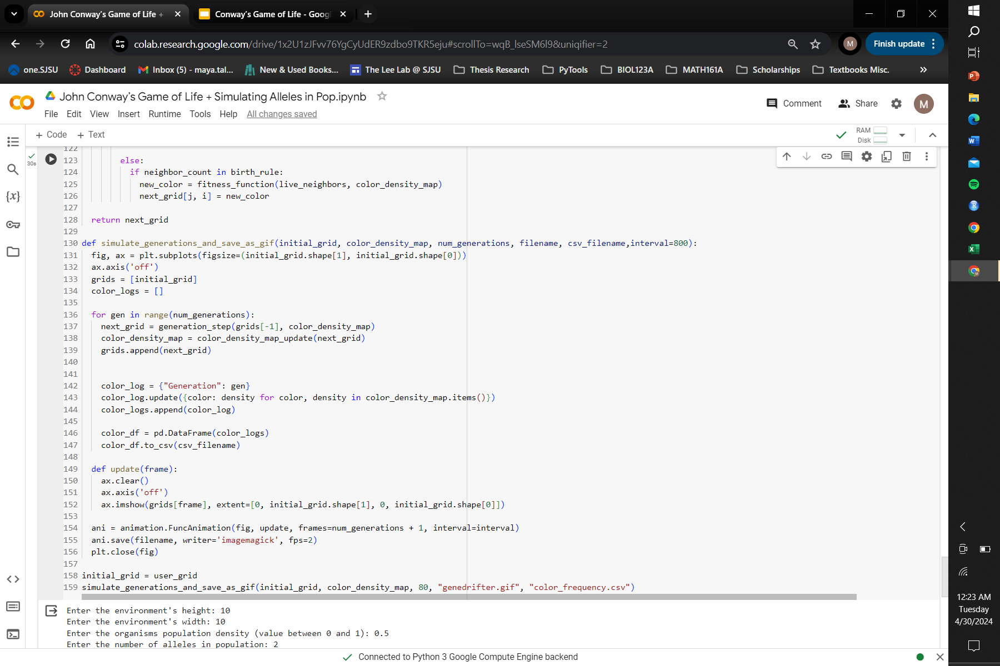 John Conway's Game of Life +
Conway's Game of Life - Goog
colab.research.google.com/drive/1x2U1zJFvv76YgCyUdER9zdbo9TKR5eju#scrollTo=wqB_lseSM6l9&uniqifier=2
M
Finish update
one.SJSU
Dashboard
Inbox (5) - maya.tal...
New & Used Books...
The Lee Lab @ SJSU
Thesis Research
PyTools
BIOL123A
MATH161A
Scholarships
Textbooks Misc.
John Conway's Game of Life + Simulating Alleles in Pop.ipynb
Comment
Share
M
File Edit View Insert Runtime Tools Help All changes saved
+ Code + Text
RAM
Disk
30s
122
123 else:
124 if neighbor_count in birth_rule:
125 new_color = fitness_function(live_neighbors, color_density_map)
126 next_grid[j, i] = new_color
127
128 return next_grid
129
130 def simulate_generations_and_save_as_gif(initial_grid, color_density_map, num_generations, filename, csv_filename,interval=800):
131 fig, ax = plt.subplots(figsize=(initial_grid.shape[1], initial_grid.shape[0]))
132 ax.axis('off')
133 grids = [initial_grid]
134 color_logs = []
135
136 for gen in range(num_generations):
137 next_grid = generation_step(grids[-1], color_density_map)
138 color_density_map = color_density_map_update(next_grid)
139 grids.append(next_grid)
140
141
142 color_log = {"Generation": gen}
143 color_log.update({color: density for color, density in color_density_map.items()})
144 color_logs.append(color_log)
145
146 color_df = pd.DataFrame(color_logs)
147 color_df.to_csv(csv_filename)
148
149 def update(frame):
150 ax.clear()
151 ax.axis('off')
152 ax.imshow(grids[frame], extent=[0, initial_grid.shape[1], 0, initial_grid.shape[0]])
153
154 ani = animation.FuncAnimation(fig, update, frames=num_generations + 1, interval=interval)
155 ani.save(filename, writer='imagemagick', fps=2)
156 plt.close(fig)
157
158 initial_grid = user_grid
159 simulate_generations_and_save_as_gif(initial_grid, color_density_map, 80, "genedrifter.gif", "color_frequency.csv")
Enter the environment's height: 10
Enter the environment's width: 10
Enter the organisms population density (value between 0 and 1): 0.5
Enter the number of alleles in population: 2
Connected to Python 3 Google Compute Engine backend
12:23 AM
Tuesday
4/30/2024